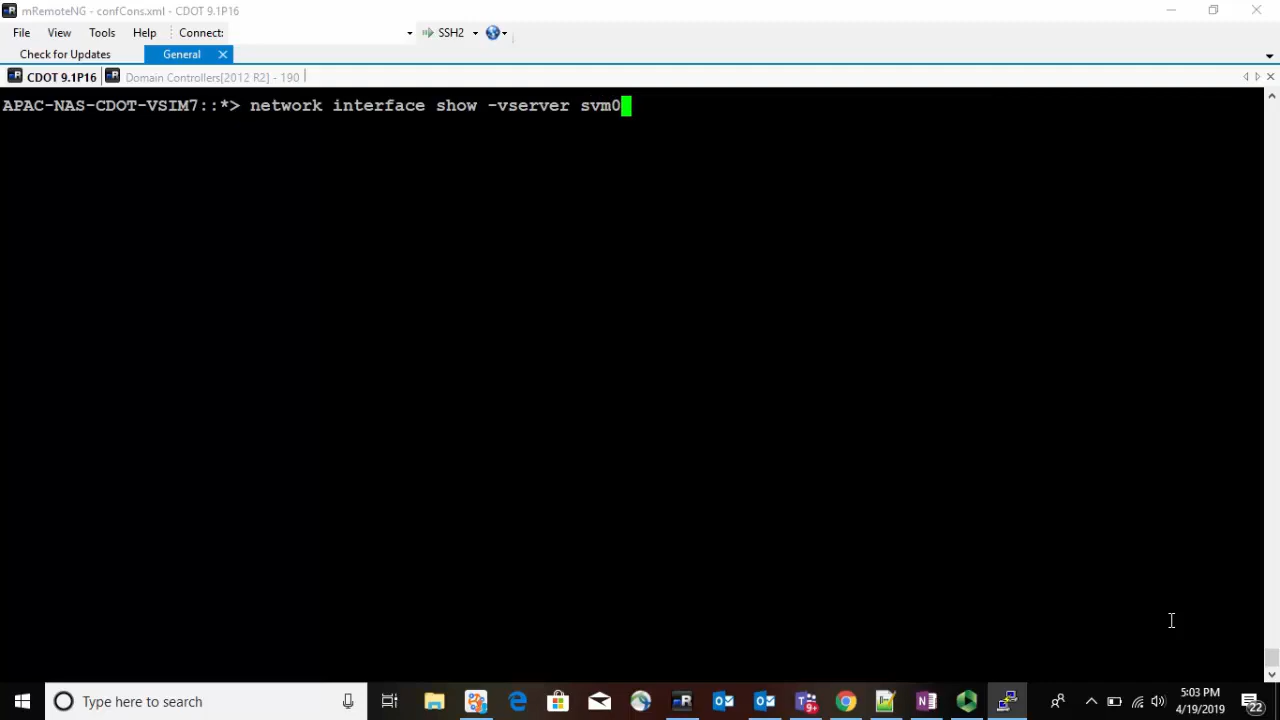 mRemoteNG - confCons.xml - CDOT 9.1P16
File View Tools Help Connect: SSH2
Check for Updates General
CDOT 9.1P16 Domain Controllers[2012 R2] - 190
APAC-NAS-CDOT-VSIM7::*> network interface show -vserver svm0
Type here to search
5:03 PM
4/19/2019
9+
22